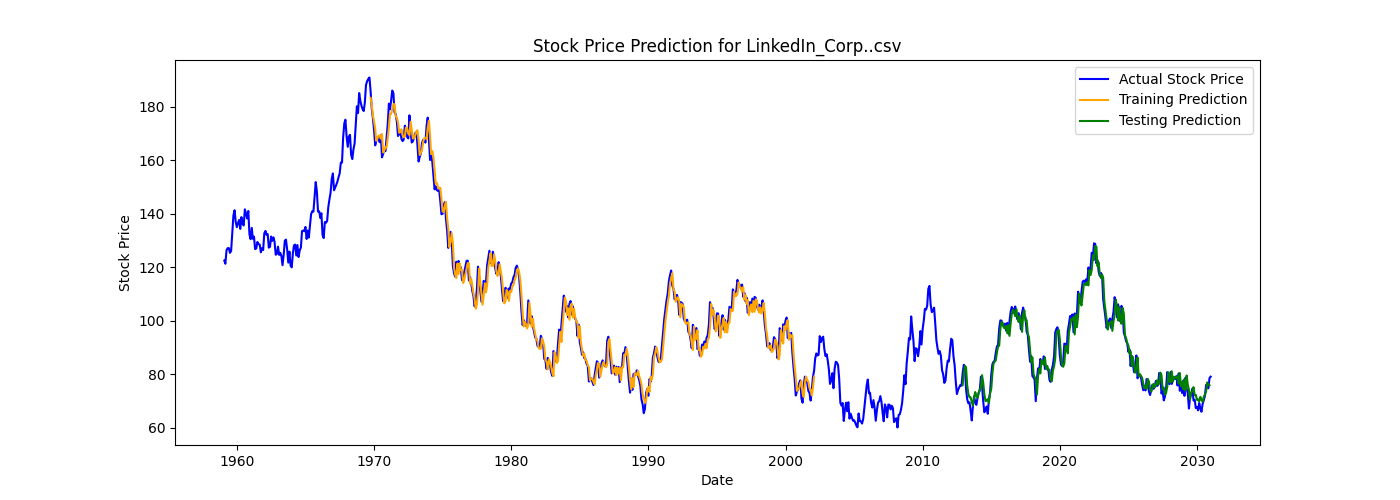 Stock Price Prediction for LinkedIn_Corp..csv
Actual Stock Price
Training Prediction
Testing Prediction
Stock Price
180
160
140
120
100
80
60
1960 1970 1980 1990 2000 2010 2020 2030
Date